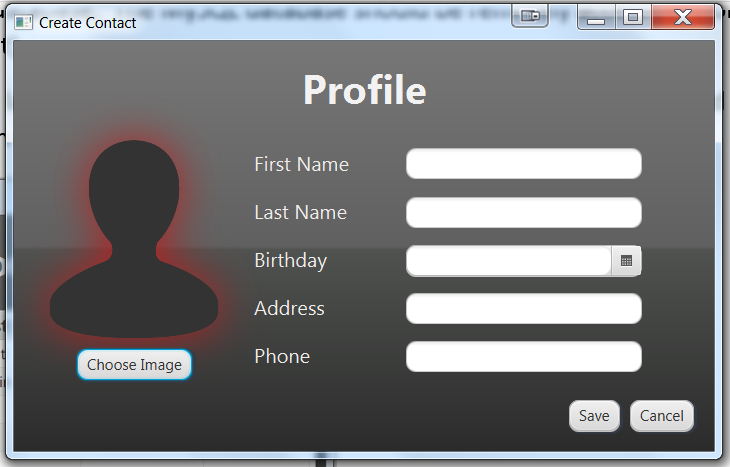 Create Contact
Profile
First Name
Last Name
Birthday
Address
Phone
Choose Image
Save
Cancel